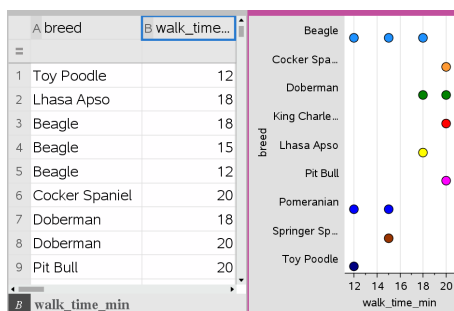 A breed B walk_time...
=
1 Toy Poodle 12
2 Lhasa Apso 18
3 Beagle 18
4 Beagle 15
5 Beagle 12
6 Cocker Spaniel 20
7 Doberman 18
8 Doberman 20
9 Pit Bull 20
B walk_time_min
breed
Beagle
Cocker Spa...
Doberman
King Charle...
Lhasa Apso
Pit Bull
Pomeranian
Springer Sp...
Toy Poodle
12 14 16 18 20
walk_time_min